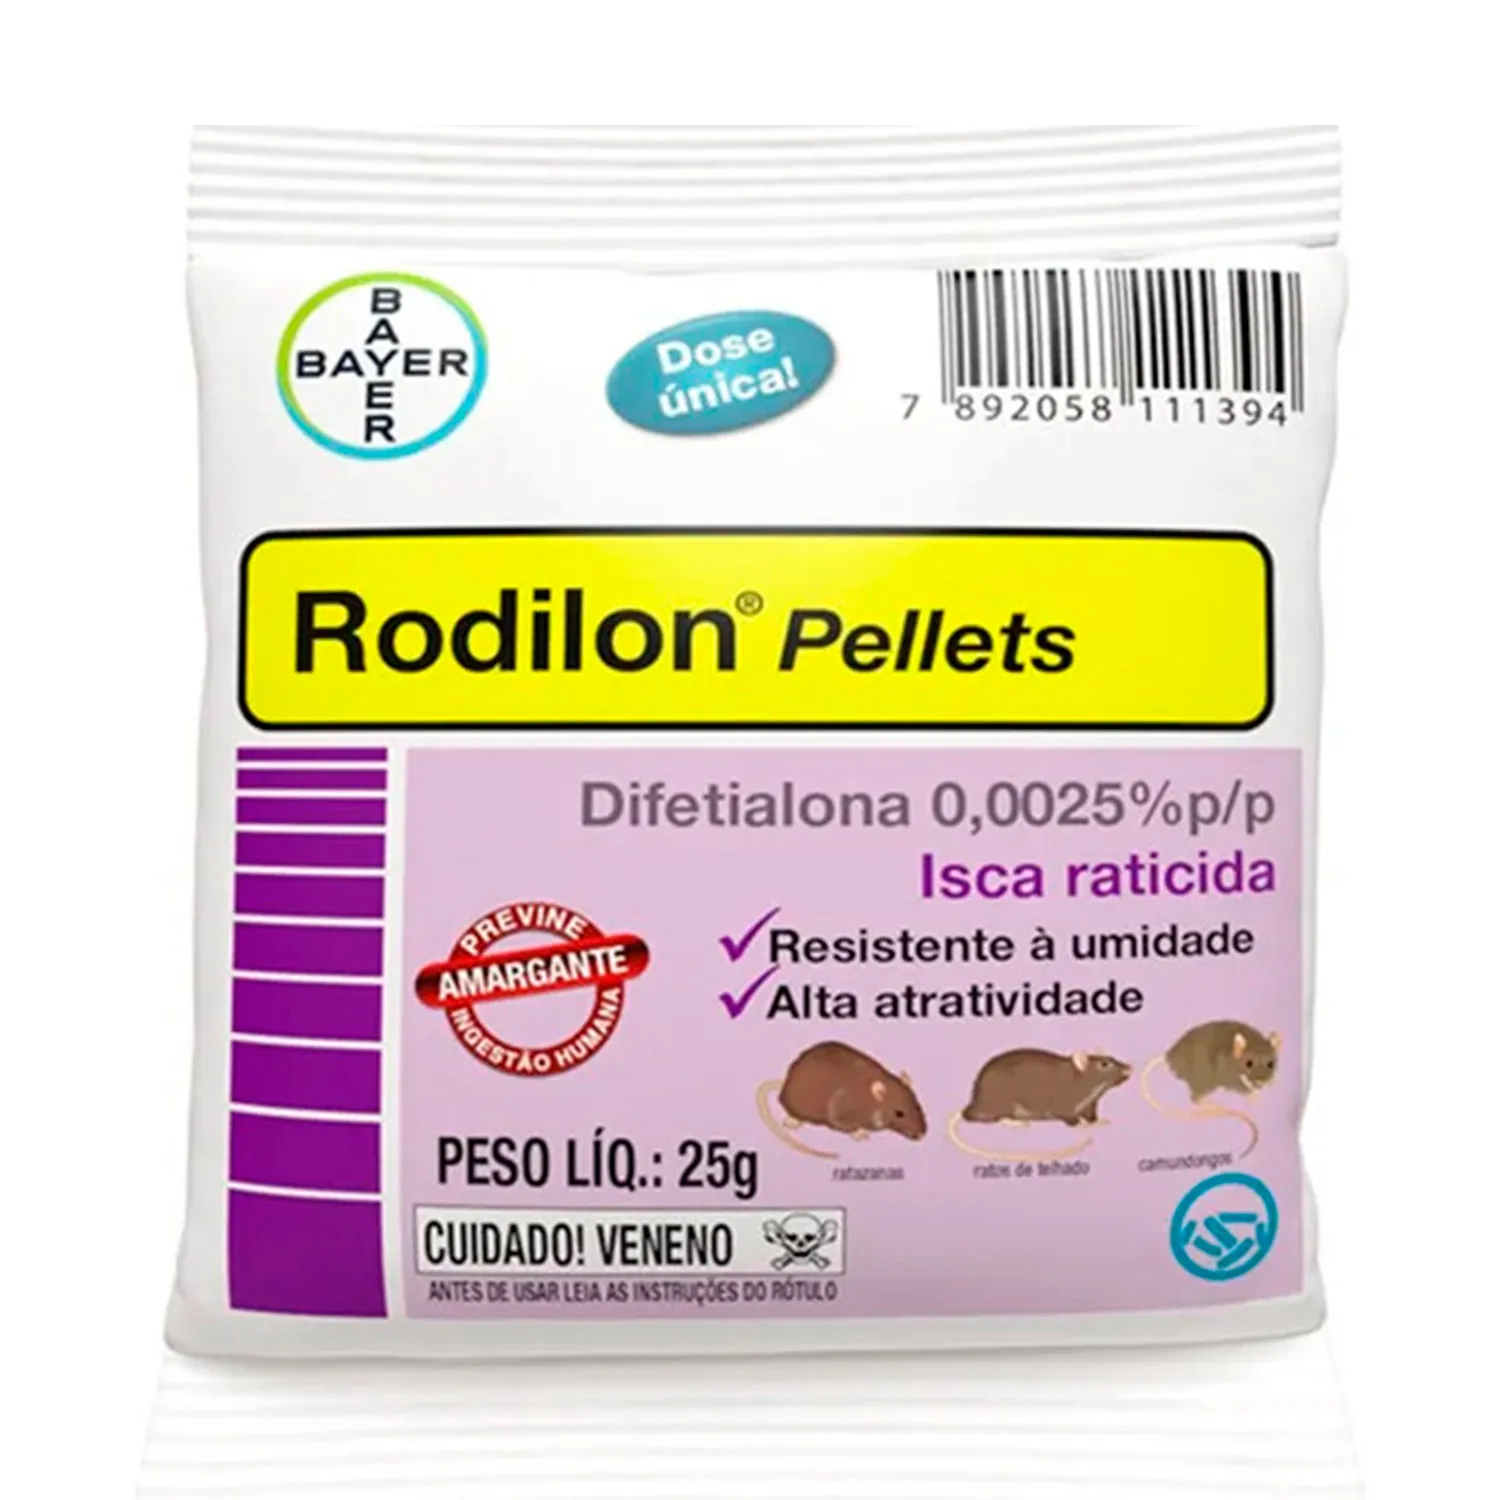 BAYER
BAYER
Dose
única!
7 892058 111394
Rodilon® Pellets
Difetialona 0,0025%p/p
Isca raticida
Resistente à umidade
Alta atratividade
PREVINE
AMARGANTE
INGESTÃO HUMANA
ratazanas
ratos de telhado
camundongos
PESO LÍQ.: 25g
CUIDADO! VENENO
ANTES DE USAR LEIA AS INSTRUÇÕES DO RÓTULO